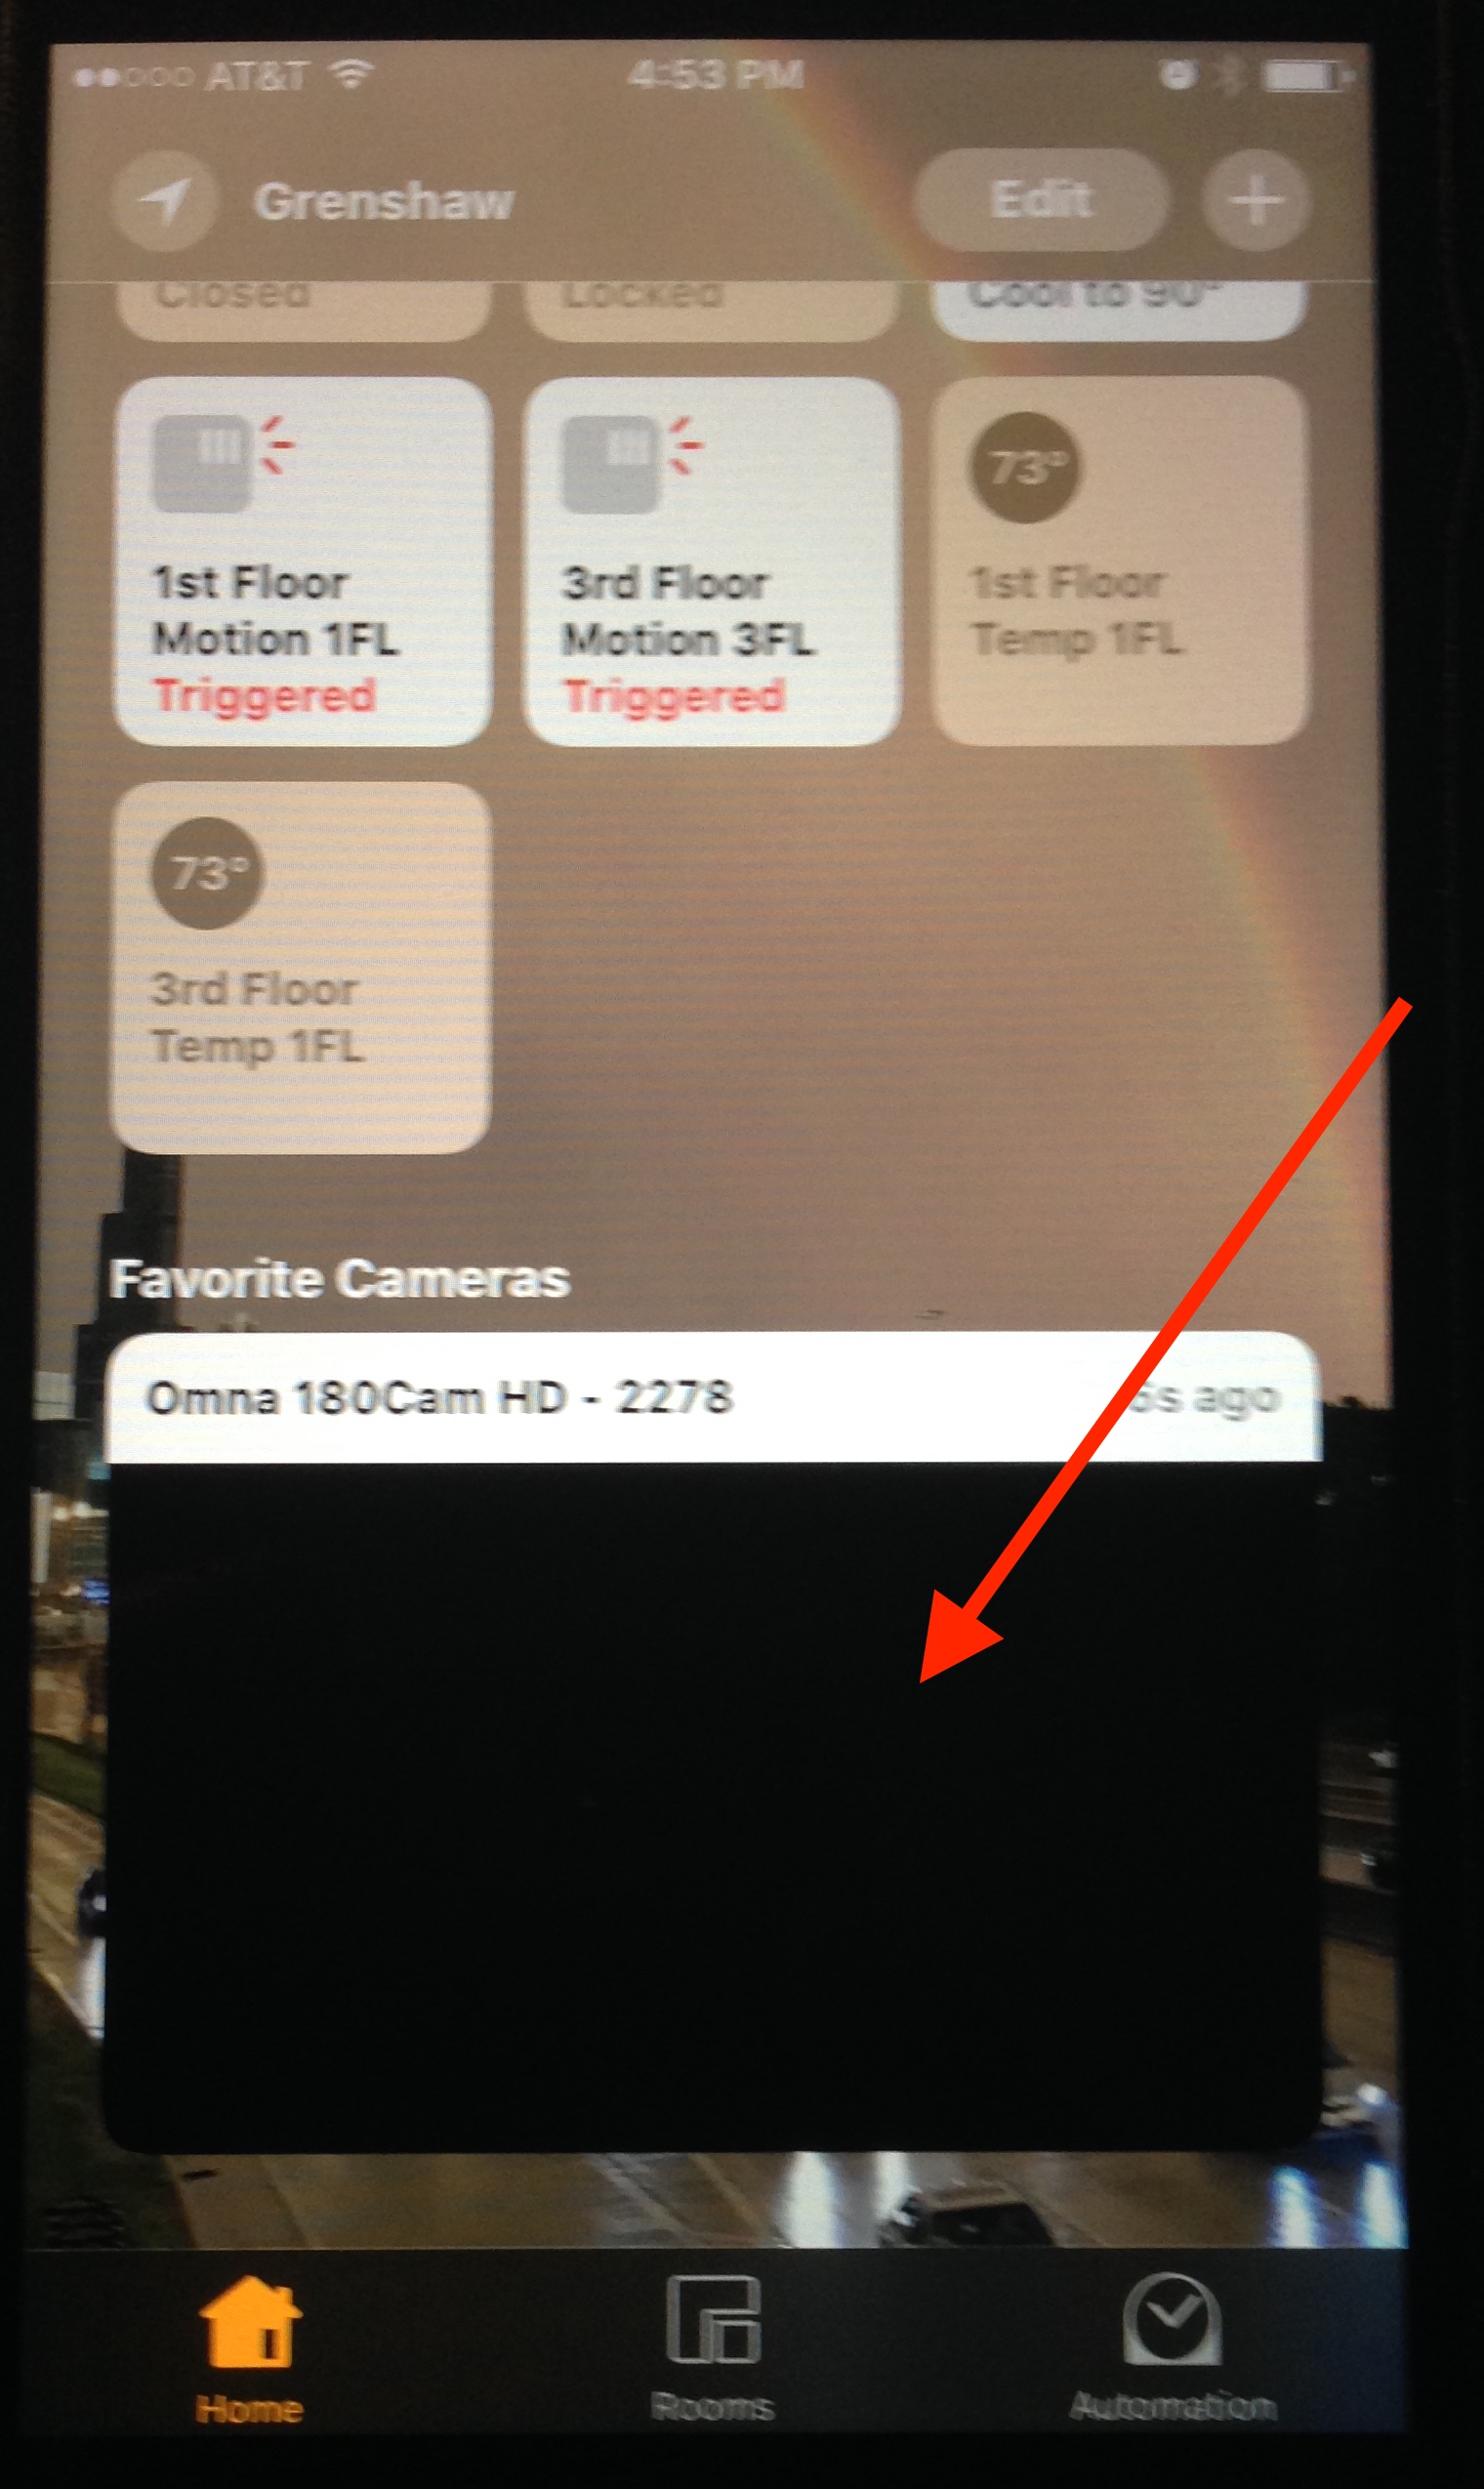 AT&T 4:53 PM
Grenshaw Edit +
Closed Locked Cool to 90°
73°
1st Floor
Motion 1FL
Triggered
3rd Floor
Motion 3FL
Triggered
1st Floor
Temp 1FL
73°
3rd Floor
Temp 1FL
Favorite Cameras
Omna 180Cam HD - 2278 ago
Home Rooms Automation